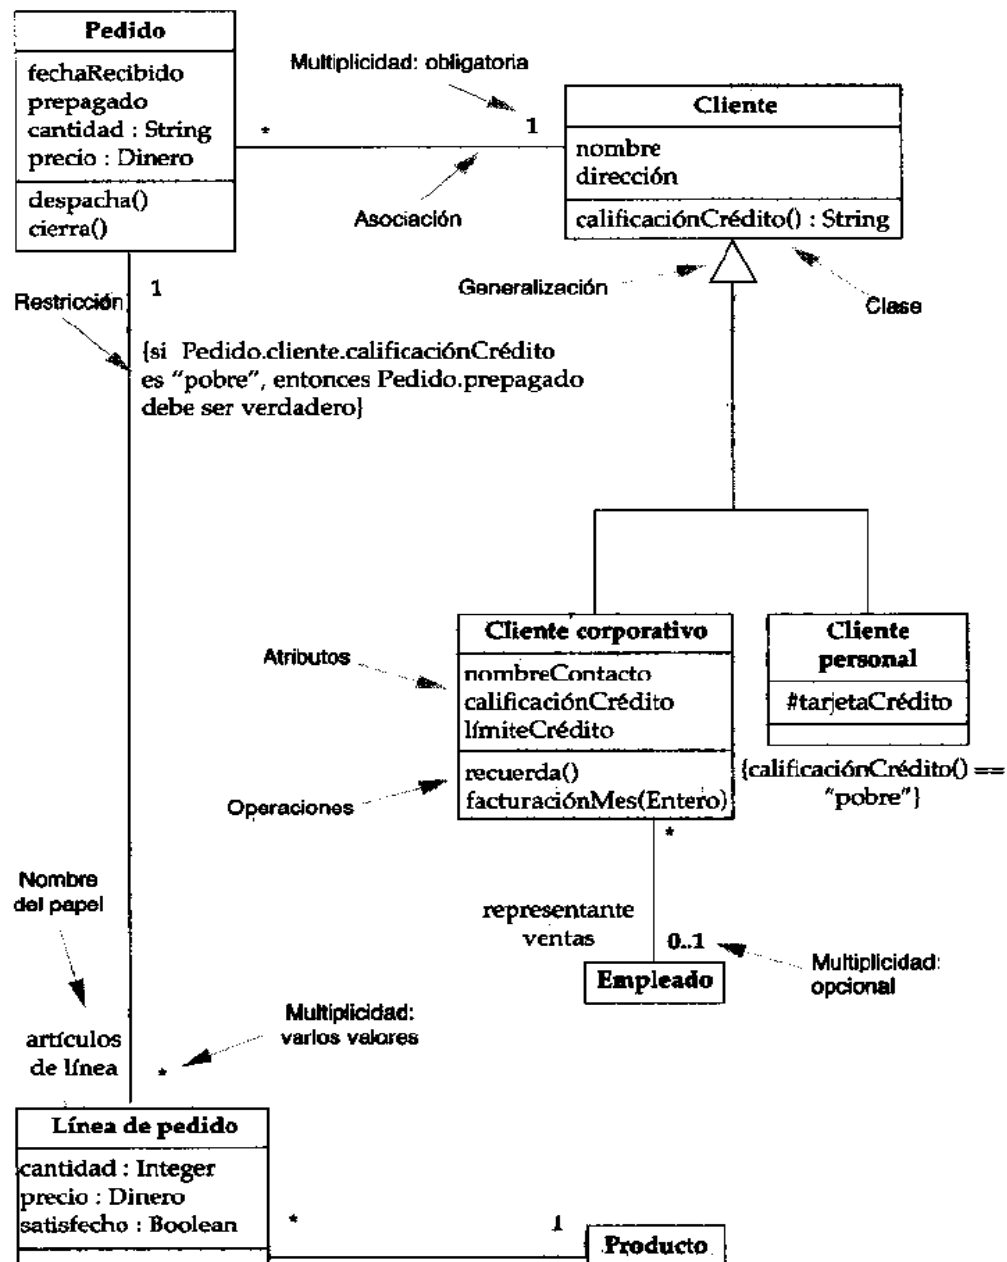 Pedido
fechaRecibido
prepagado
cantidad : String
precio : Dinero
despacha()
cierra()
Multiplicidad: obligatoria
*
1
Asociación
Cliente
nombre
dirección
calificaciónCrédito() : String
Generalización
Clase
Restricción
1
{si Pedido.cliente.calificaciónCrédito
es "pobre", entonces Pedido.prepagado
debe ser verdadero}
Atributos
Cliente corporativo
nombreContacto
calificaciónCrédito
límiteCrédito
recuerda()
facturaciónMes(Entero)
Operaciones
Cliente
personal
#tarjetaCrédito
{calificaciónCrédito() ==
"pobre"}
*
representante
ventas
0..1
Empleado
Multiplicidad:
opcional
Nombre
del papel
artículos
de línea
*
Multiplicidad:
varios valores
Línea de pedido
cantidad : Integer
precio : Dinero
satisfecho : Boolean
*
1
Producto